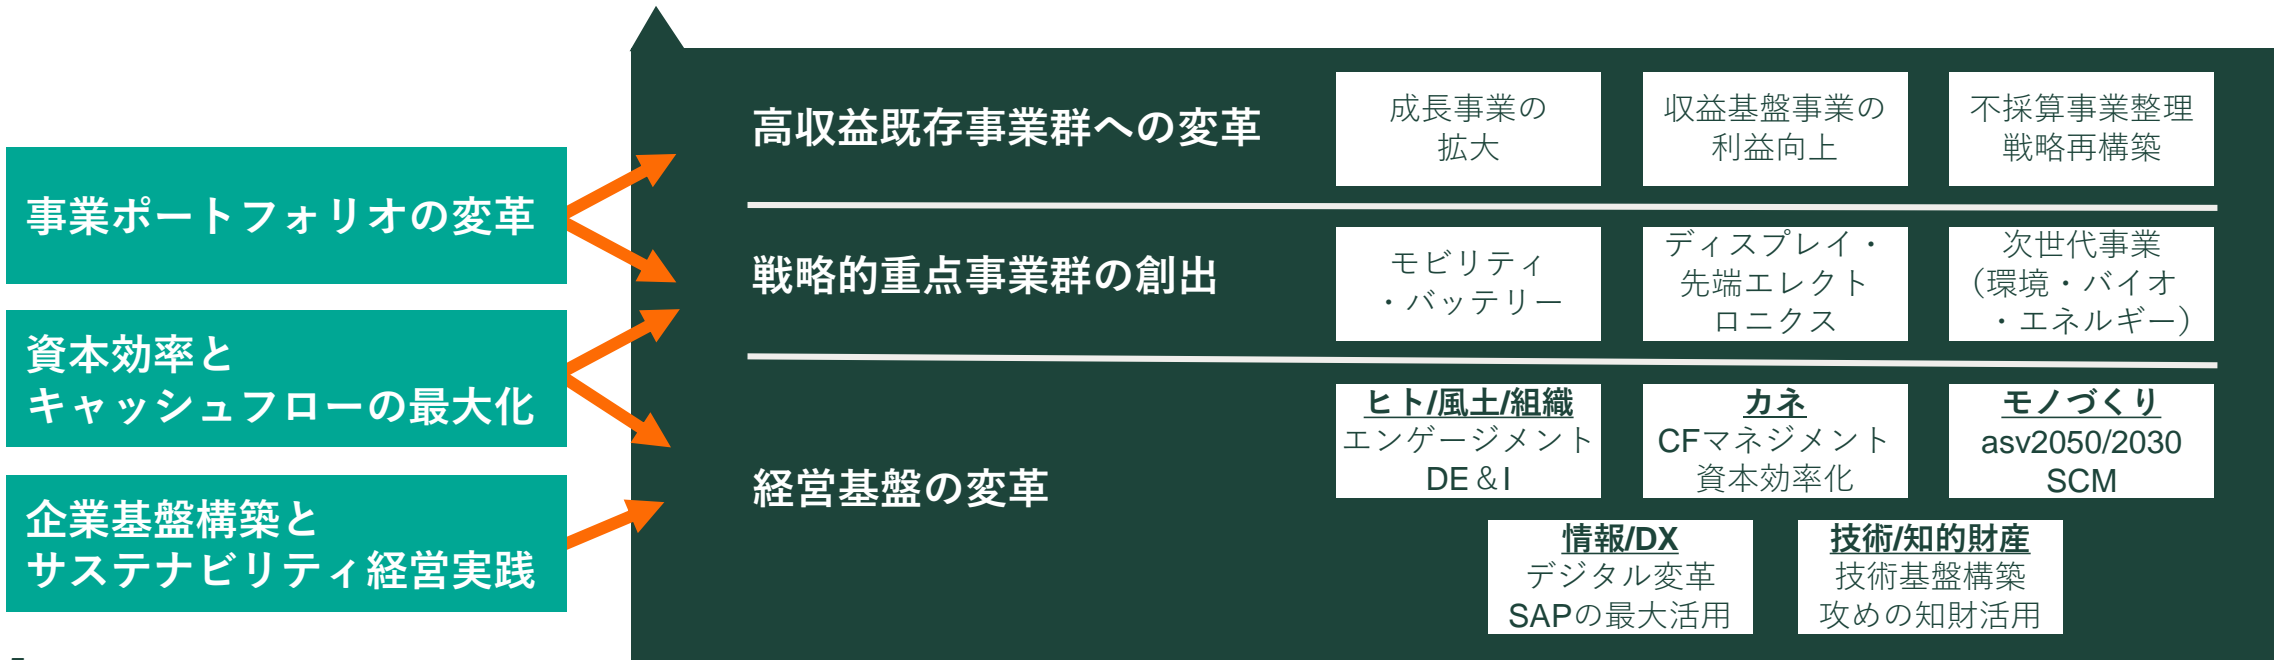 事業ポートフォリオの変革
資本効率と
キャッシュフローの最大化
企業基盤構築と
サステナビリティ経営実践
高収益既存事業群への変革
成長事業の
拡大
収益基盤事業の
利益向上
不採算事業整理
戦略再構築
戦略的重点事業群の創出
モビリティ
・バッテリー
ディスプレイ・
先端エレクト
ロニクス
次世代事業
（環境・バイオ
・エネルギー）
経営基盤の変革
ヒト/風土/組織
エンゲージメント
DE＆I
カネ
CFマネジメント
資本効率化
モノづくり
asv2050/2030
SCM
情報/DX
デジタル変革
SAPの最大活用
技術/知的財産
技術基盤構築
攻めの知財活用